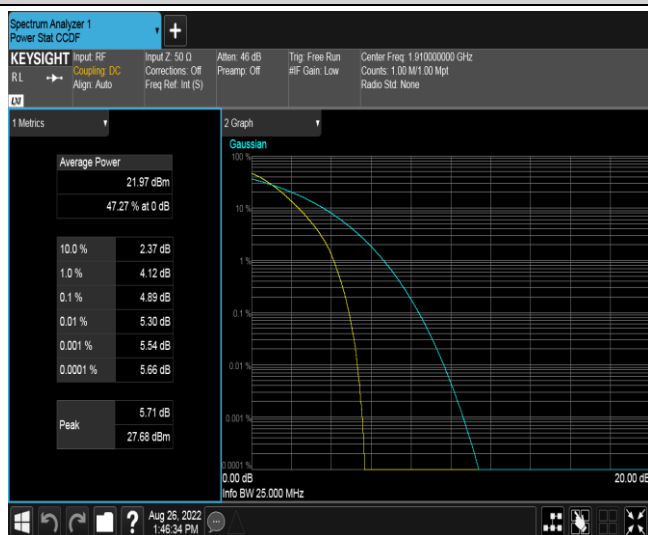 Spectrum Analyzer 1
Power Stat CCDF
+
KEYSIGHT
R L
LXI
Input: RF
Coupling: DC
Align: Auto
Input Z: 50 Ω
Corrections: Off
Freq Ref: Int (S)
Atten: 46 dB
Preamp: Off
Trig: Free Run
#IF Gain: Low
Center Freq: 1.910000000 GHz
Counts: 1.00 M/1.00 Mpt
Radio Std: None
1 Metrics
Average Power
21.97 dBm
47.27 % at 0 dB
10.0 % 2.37 dB
1.0 % 4.12 dB
0.1 % 4.89 dB
0.01 % 5.30 dB
0.001 % 5.54 dB
0.0001 % 5.66 dB
Peak
5.71 dB
27.68 dBm
2 Graph
Gaussian
100 %
10 %
1 %
0.1 %
0.01 %
0.001 %
0.0001 %
0.00 dB 20.00 dB
Info BW 25.000 MHz
?
Aug 26, 2022
1:46:34 PM